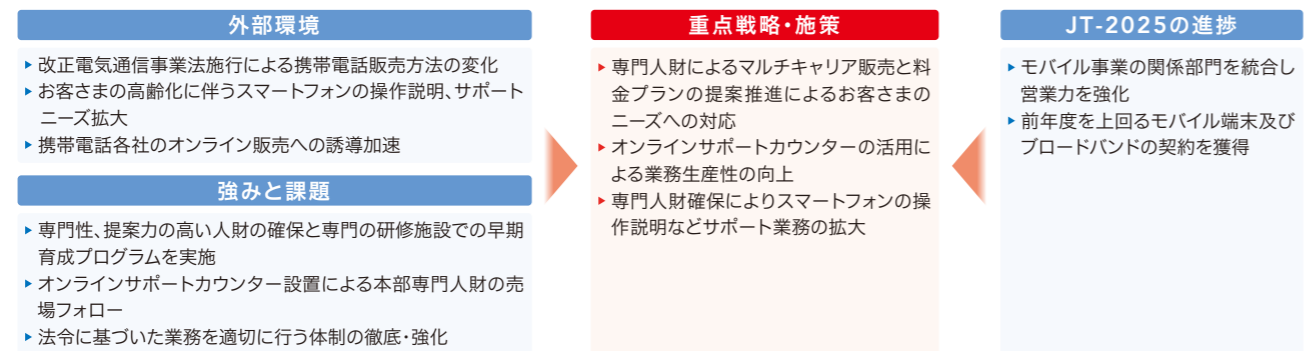 外部環境
▶ 改正電気通信事業法施行による携帯電話販売方法の変化
▶ お客さまの高齢化に伴うスマートフォンの操作説明、サポート
ニーズ拡大
▶ 携帯電話各社のオンライン販売への誘導加速
強みと課題
▶ 専門性、提案力の高い人財の確保と専門の研修施設での早期
育成プログラムを実施
▶ オンラインサポートカウンター設置による本部専門人財の売
場フォロー
▶ 法令に基づいた業務を適切に行う体制の徹底・強化
重点戦略・施策
▶ 専門人財によるマルチキャリア販売と料
金プランの提案推進によるお客さまの
ニーズへの対応
▶ オンラインサポートカウンターの活用に
よる業務生産性の向上
▶ 専門人財確保によりスマートフォンの操
作説明などサポート業務の拡大
JT-2025の進捗
▶ モバイル事業の関係部門を統合し
営業力を強化
▶ 前年度を上回るモバイル端末及び
ブロードバンドの契約を獲得